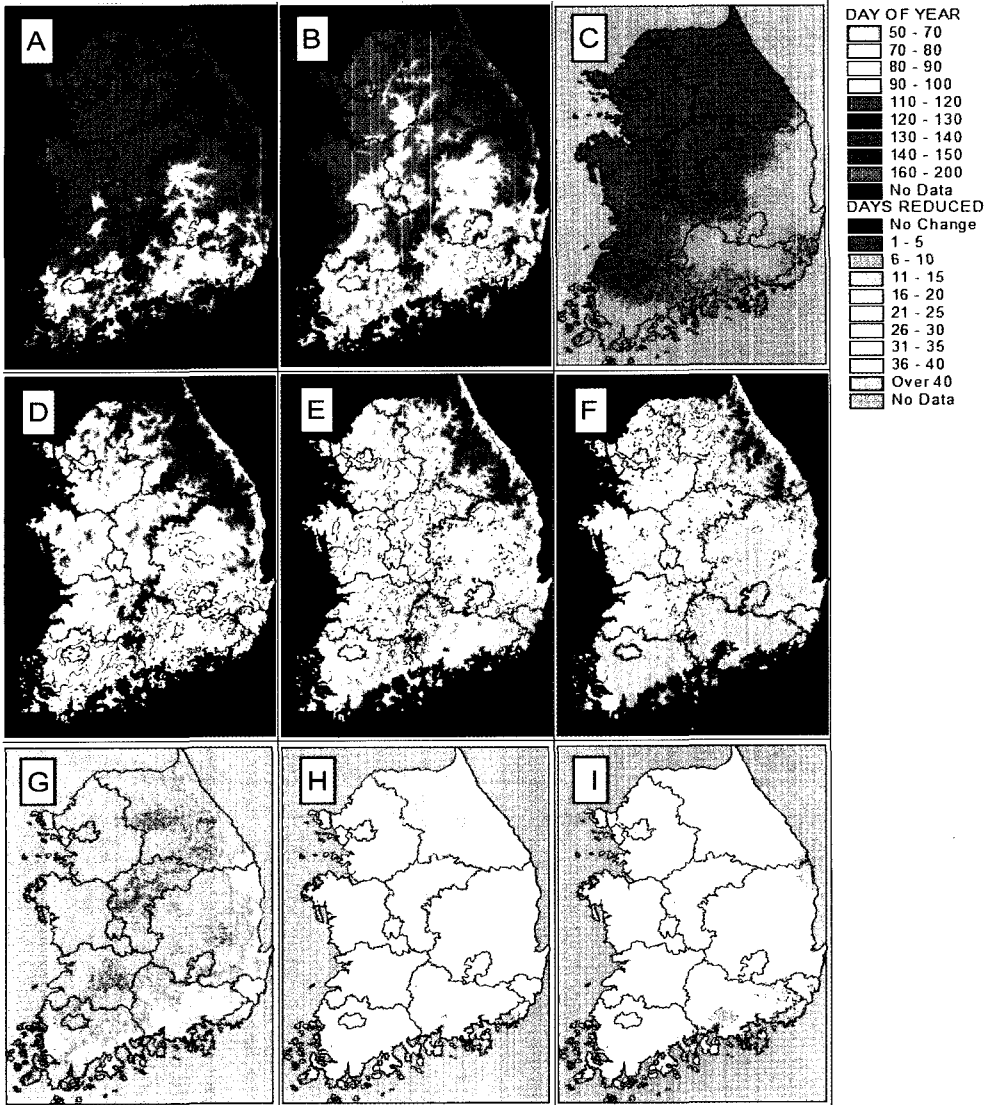 A
B
C
D
E
F
G
H
I
DAY OF YEAR
50 - 70
70 - 80
80 - 90
90 - 100
110 - 120
120 - 130
130 - 140
140 - 150
160 - 200
No Data
DAYS REDUCED
No Change
1 - 5
6 - 10
11 - 15
16 - 20
21 - 25
26 - 30
31 - 35
36 - 40
Over 40
No Data